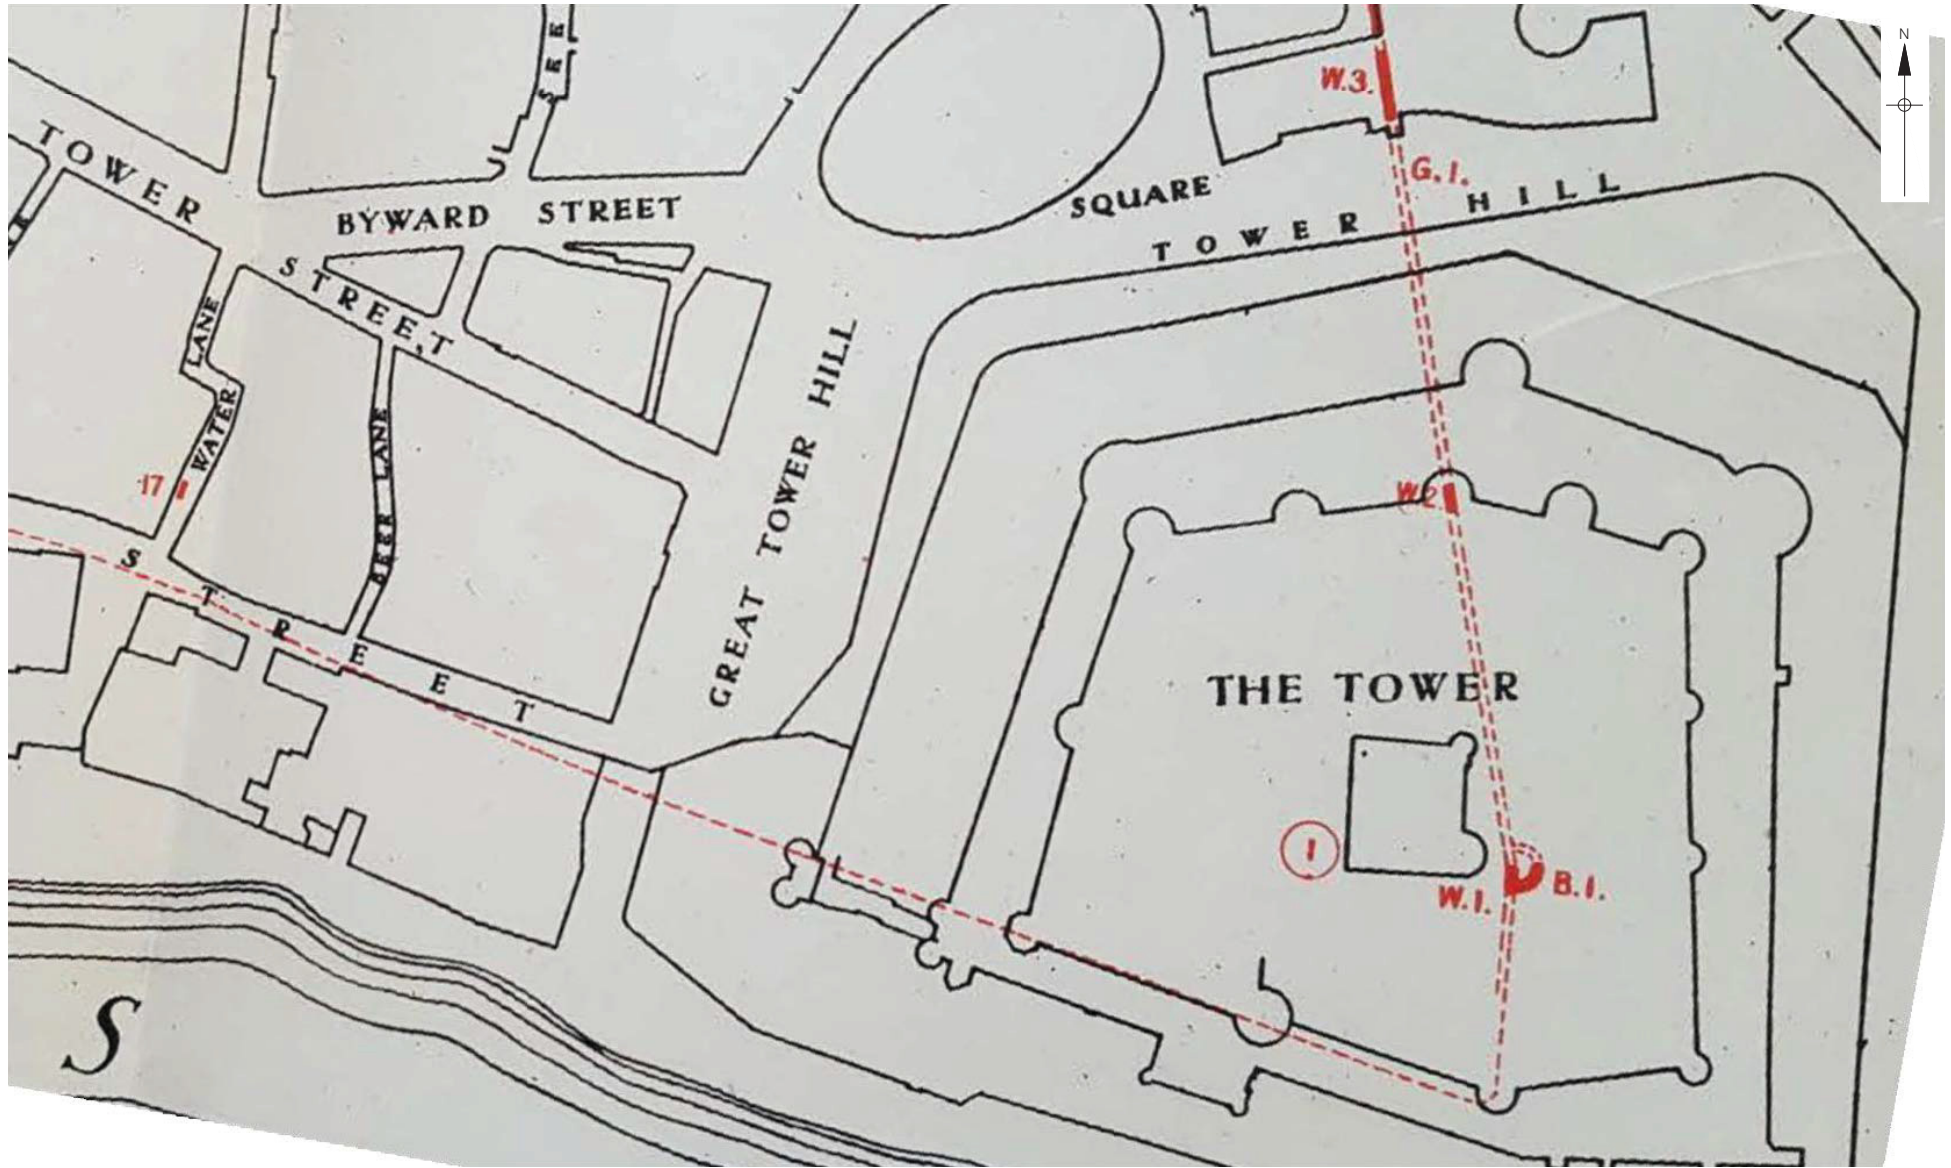 N
SEE
W.3.
G.1.
TOWER STREET
BYWARD STREET
SQUARE
TOWER HILL
WATER LANE
BEER LANE
GREAT TOWER HILL
17
W.2.
STREET
THE TOWER
1
W.1.
B.1.
S